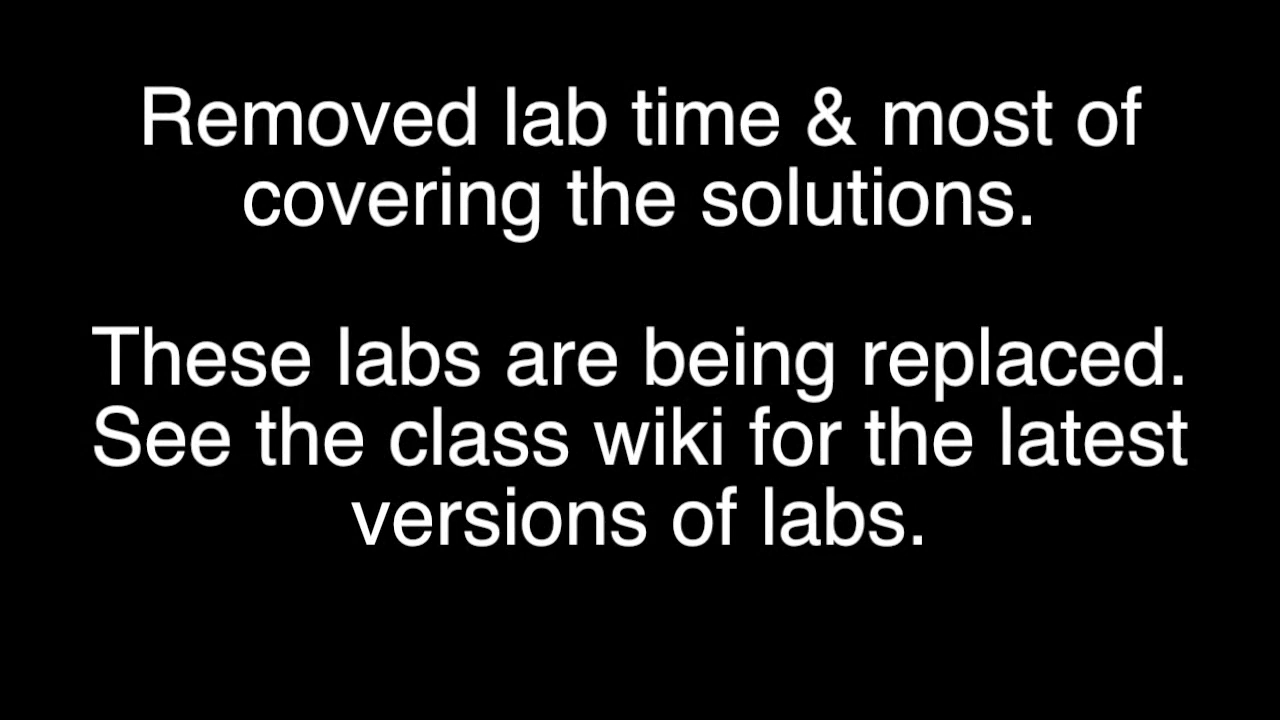 Removed lab time & most of
covering the solutions.
These labs are being replaced.
See the class wiki for the latest
versions of labs.